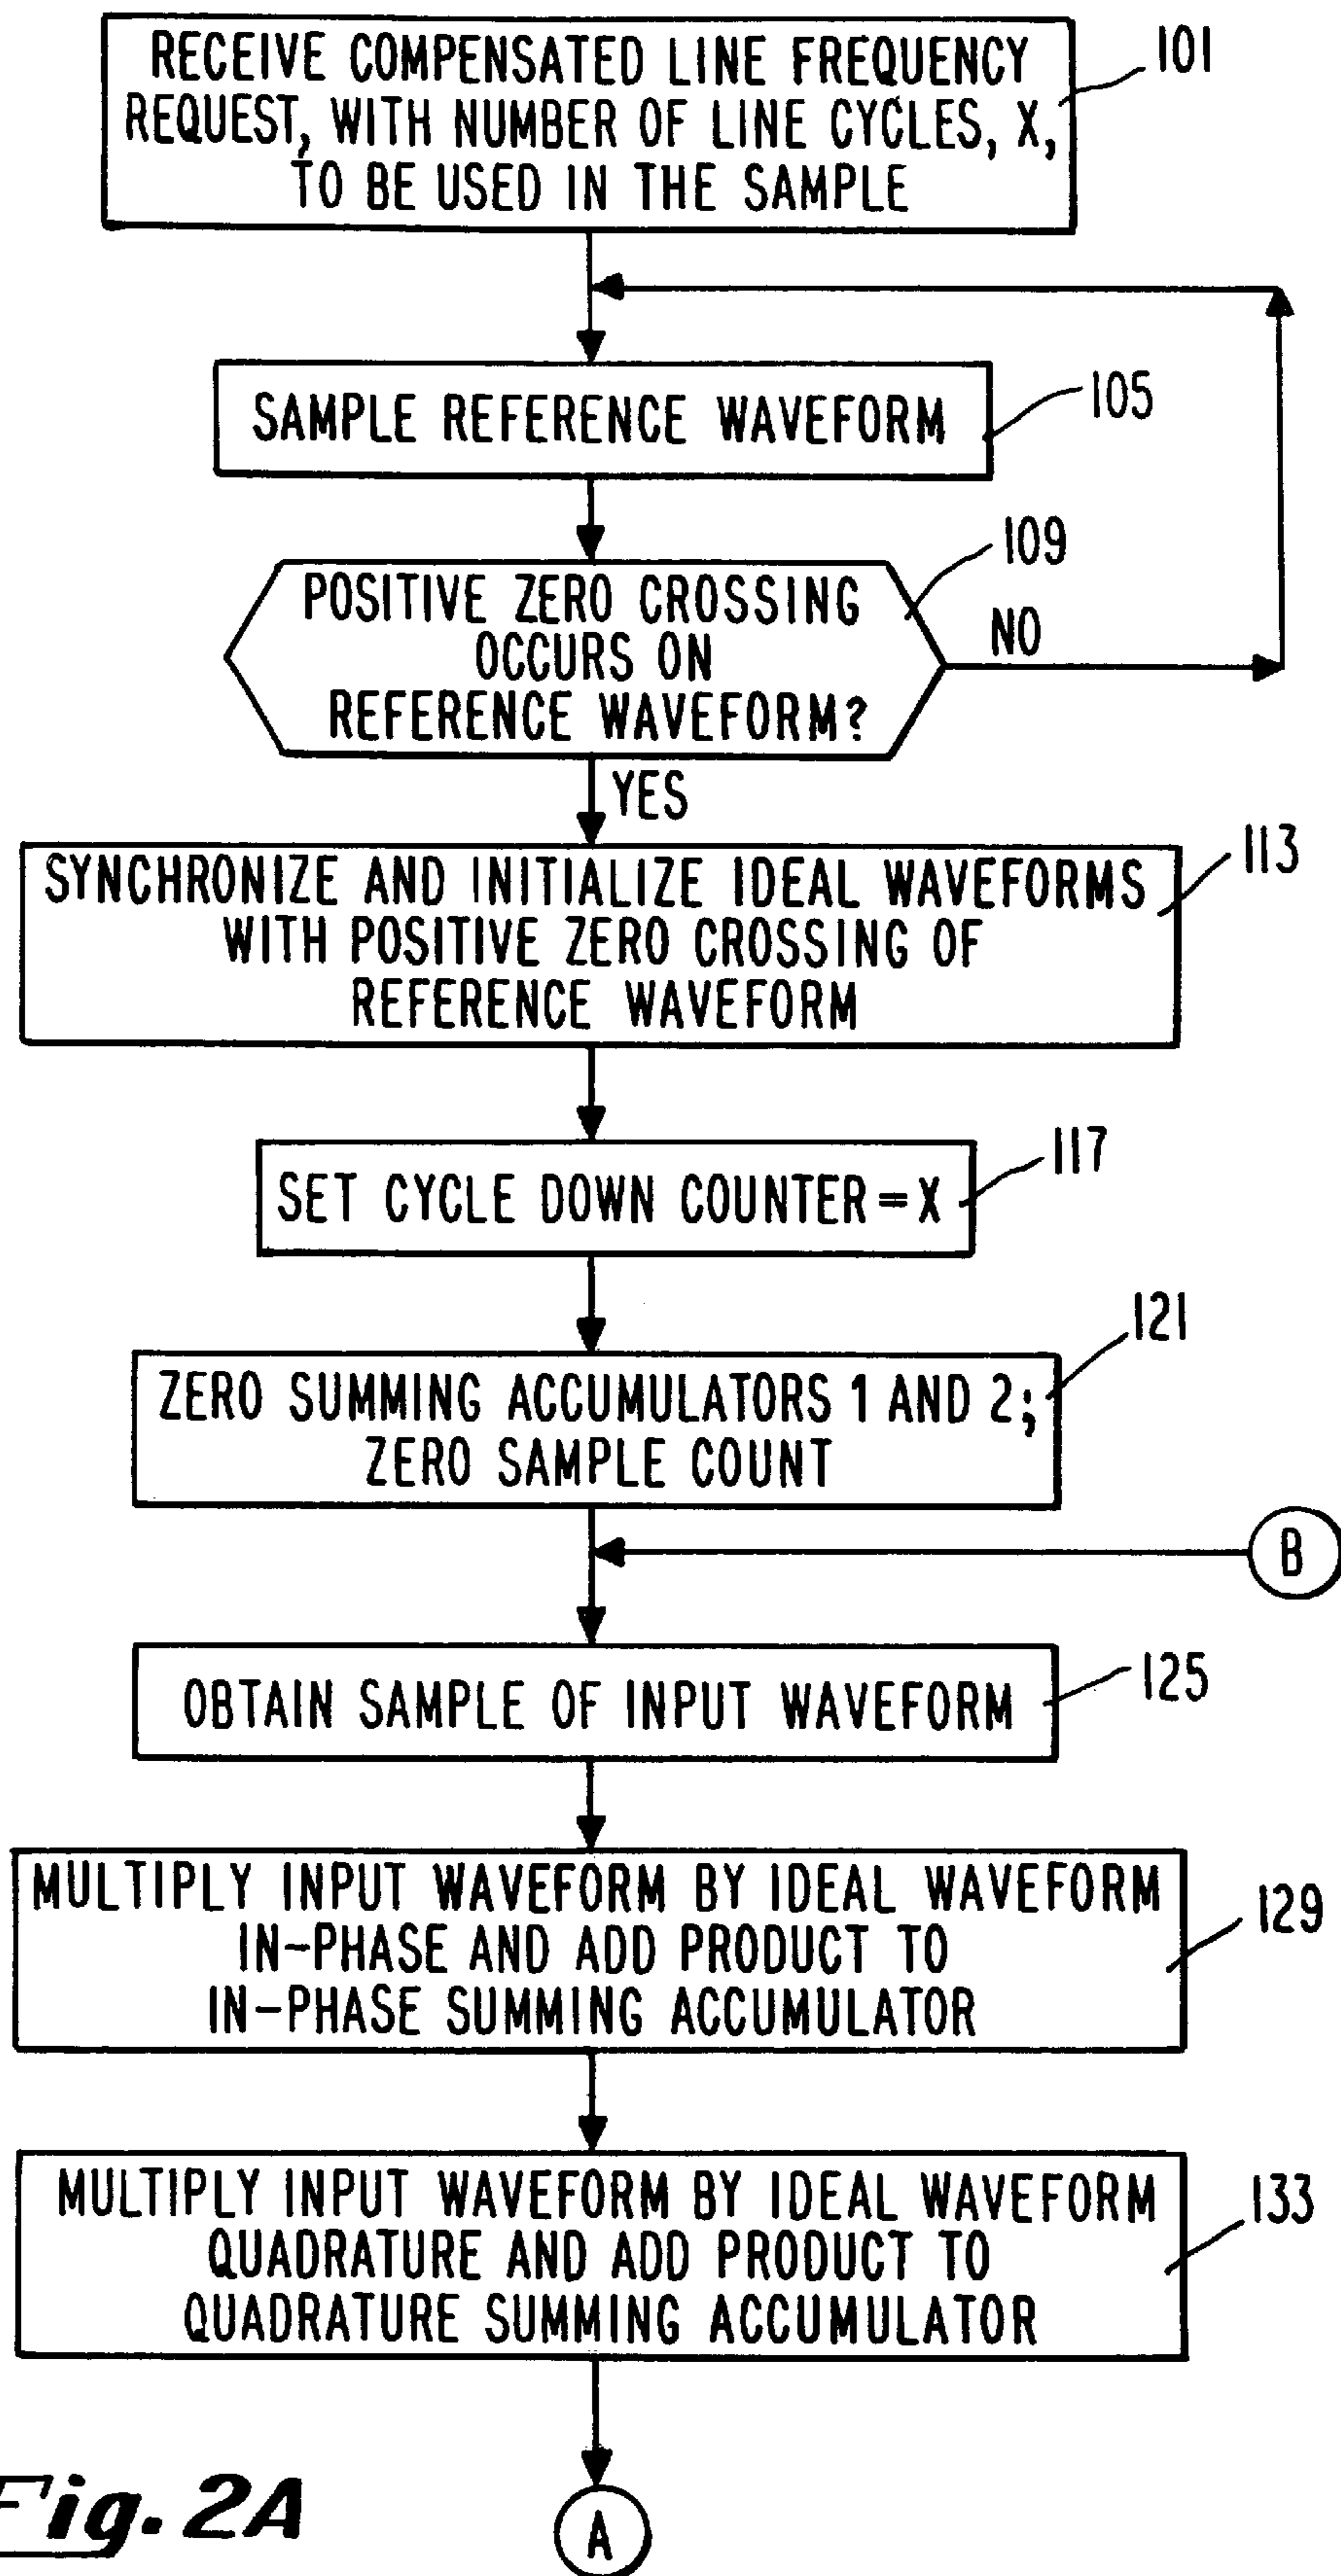 RECEIVE COMPENSATED LINE FREQUENCY
REQUEST, WITH NUMBER OF LINE CYCLES, X,
TO BE USED IN THE SAMPLE
101
SAMPLE REFERENCE WAVEFORM
105
POSITIVE ZERO CROSSING
OCCURS ON
REFERENCE WAVEFORM?
109
NO
YES
SYNCHRONIZE AND INITIALIZE IDEAL WAVEFORMS
WITH POSITIVE ZERO CROSSING OF
REFERENCE WAVEFORM
113
SET CYCLE DOWN COUNTER = X
117
ZERO SUMMING ACCUMULATORS 1 AND 2;
ZERO SAMPLE COUNT
121
B
OBTAIN SAMPLE OF INPUT WAVEFORM
125
MULTIPLY INPUT WAVEFORM BY IDEAL WAVEFORM
IN-PHASE AND ADD PRODUCT TO
IN-PHASE SUMMING ACCUMULATOR
129
MULTIPLY INPUT WAVEFORM BY IDEAL WAVEFORM
QUADRATURE AND ADD PRODUCT TO
QUADRATURE SUMMING ACCUMULATOR
133
A
Fig. 2A